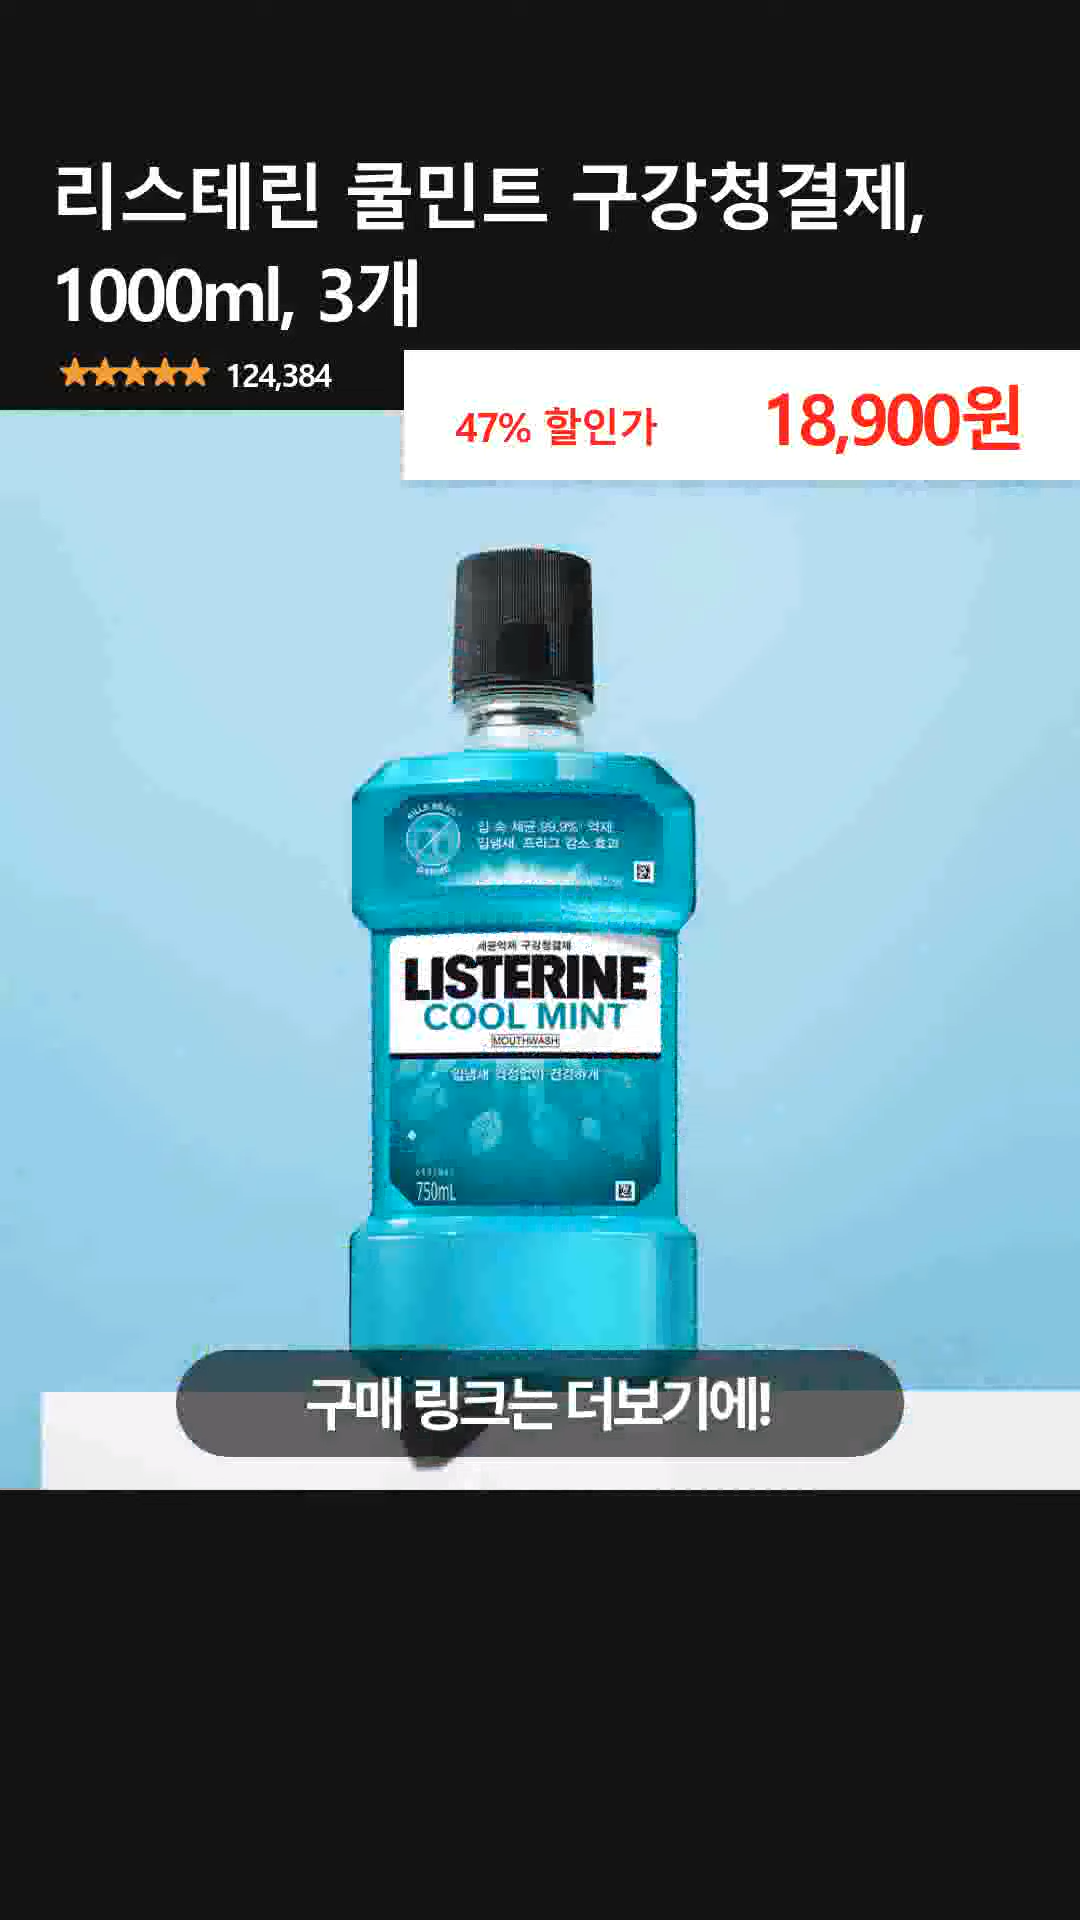 리스테린 쿨민트 구강청결제,
1000ml, 3개
124,384
47% 할인가
18,900원
입 속 세균 99.9% 억제
입냄새, 프라그 감소 효과
세균억제 구강청결제
LISTERINE
COOL MINT
MOUTHWASH
입냄새 걱정없이 건강하게
750mL
구매 링크는 더보기에!